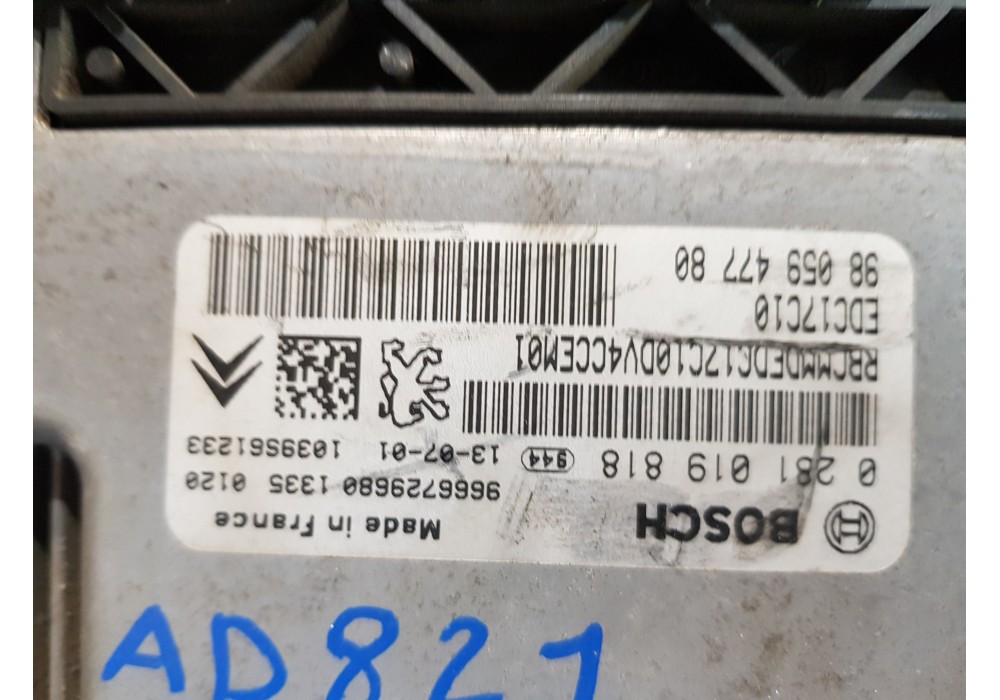 BOSCH
Made in France
9666729680 1335 0120
0 281 019 818
944
13-07-01
1039S61233
RBCMMDEDC17C10DV4CCEM01
EDC17C10
98 059 477 80
AD821